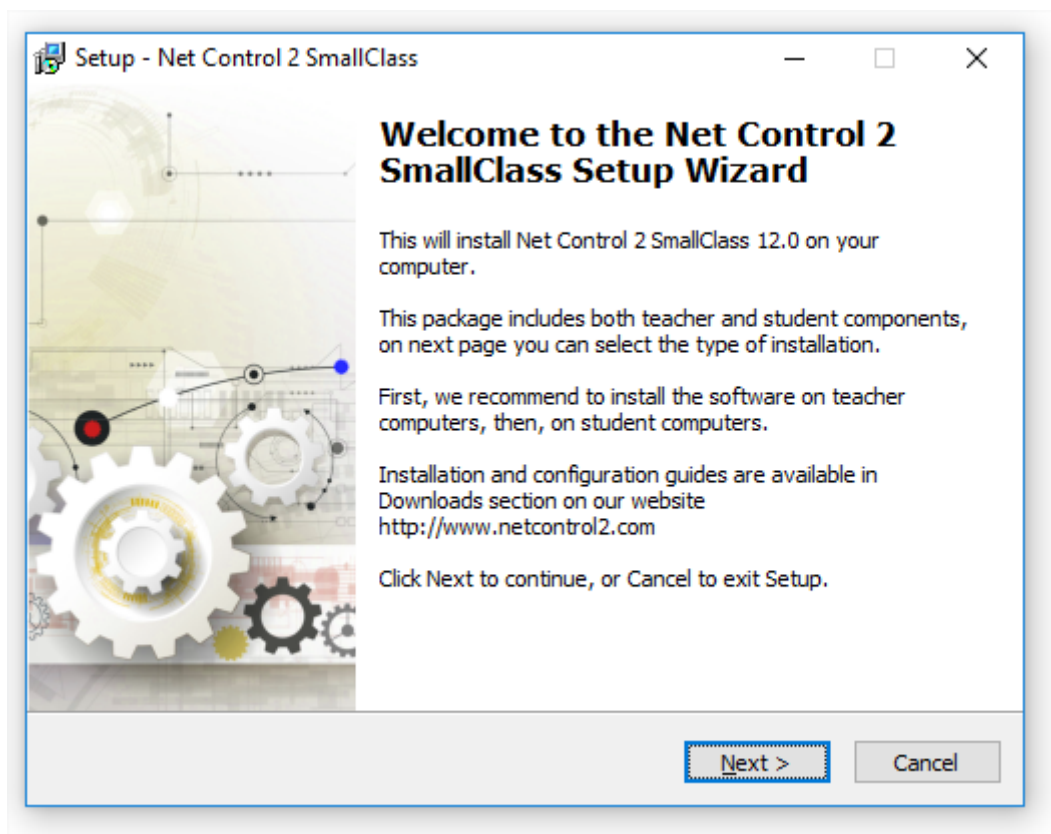 Setup - Net Control 2 SmallClass
Welcome to the Net Control 2
SmallClass Setup Wizard
This will install Net Control 2 SmallClass 12.0 on your
computer.
This package includes both teacher and student components,
on next page you can select the type of installation.
First, we recommend to install the software on teacher
computers, then, on student computers.
Installation and configuration guides are available in
Downloads section on our website
http://www.netcontrol2.com
Click Next to continue, or Cancel to exit Setup.
Next >
Cancel